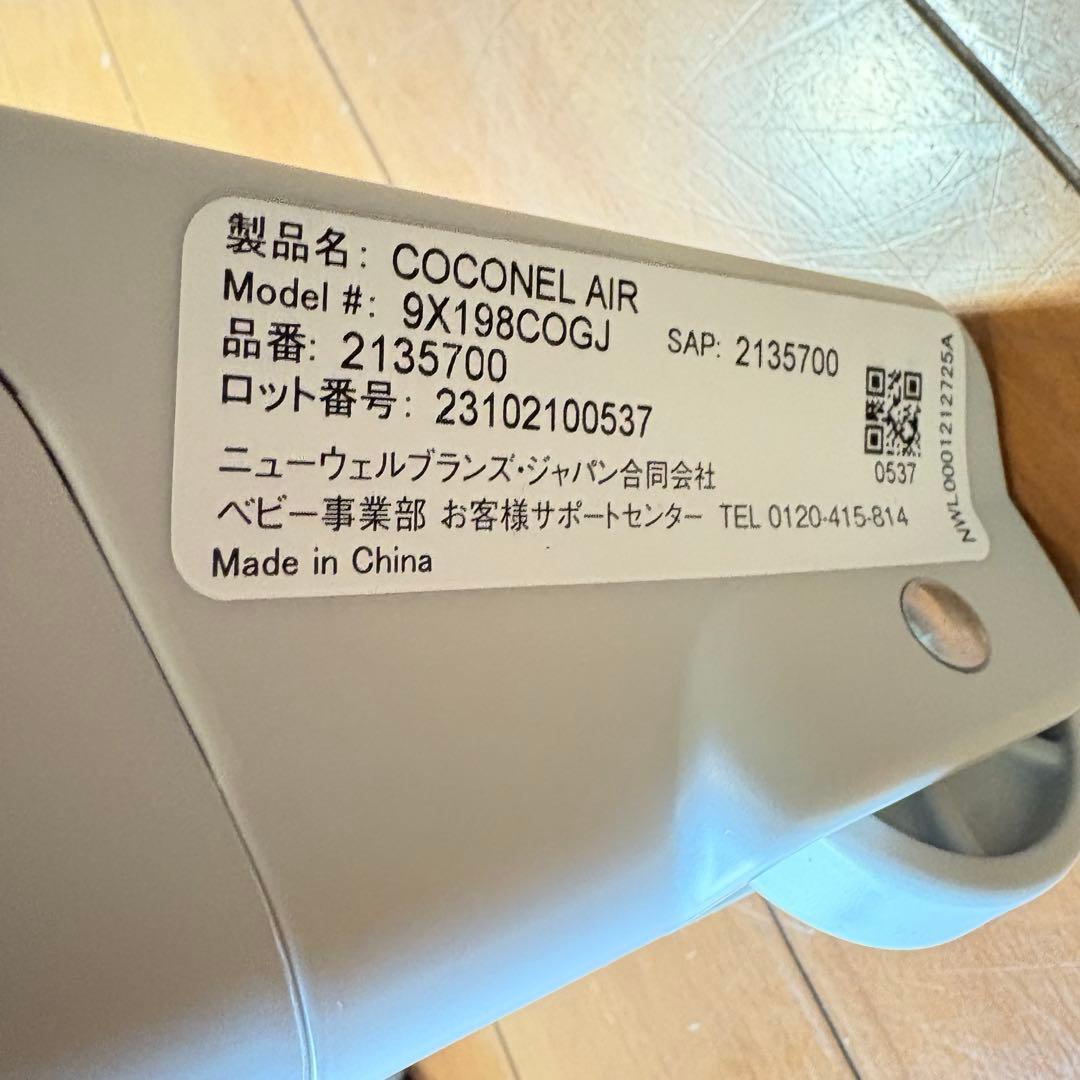 製品名: COCONEL AIR
Model #: 9X198COGJ
品番: 2135700
SAP: 2135700
ロット番号: 23102100537
ニューウェルブランズ・ジャパン合同会社
ベビー事業部 お客様サポートセンター TEL 0120-415-814
Made in China
0537
NWL0001212725A